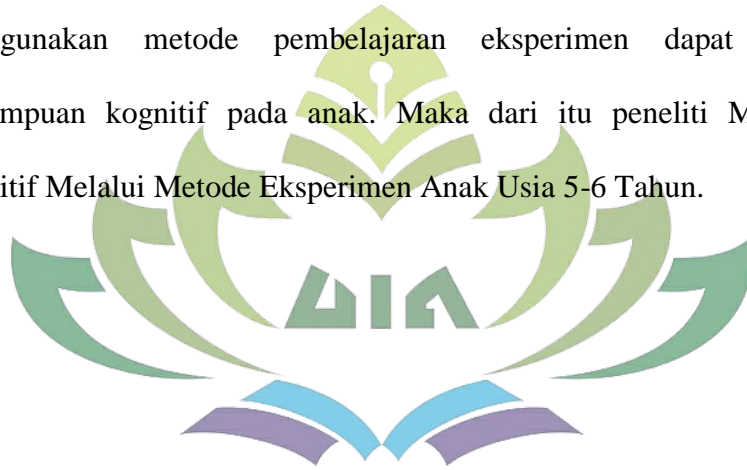 gunakan metode pembelajaran eksperimen dapat
mpuan kognitif pada anak. Maka dari itu peneliti M
itif Melalui Metode Eksperimen Anak Usia 5-6 Tahun.
UIN